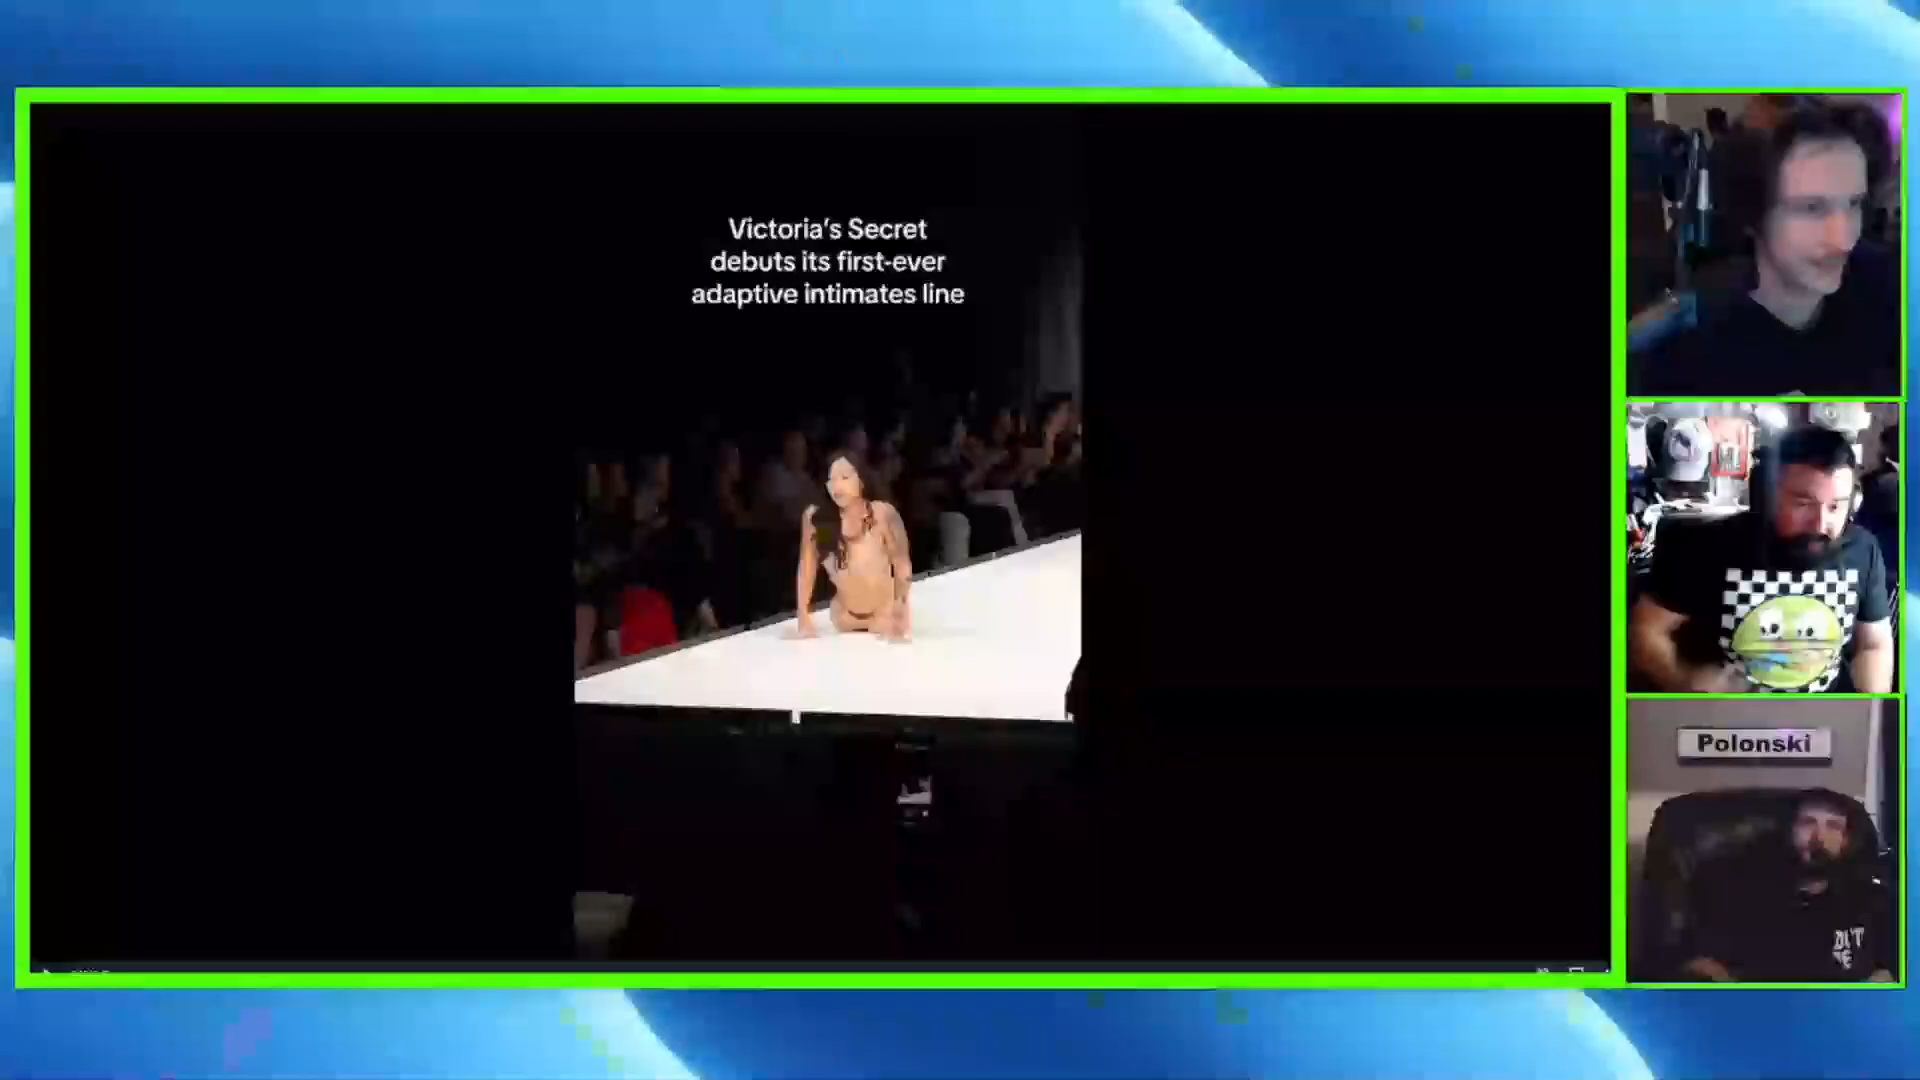 Victoria's Secret
debuts its first-ever
adaptive intimates line
Polonski